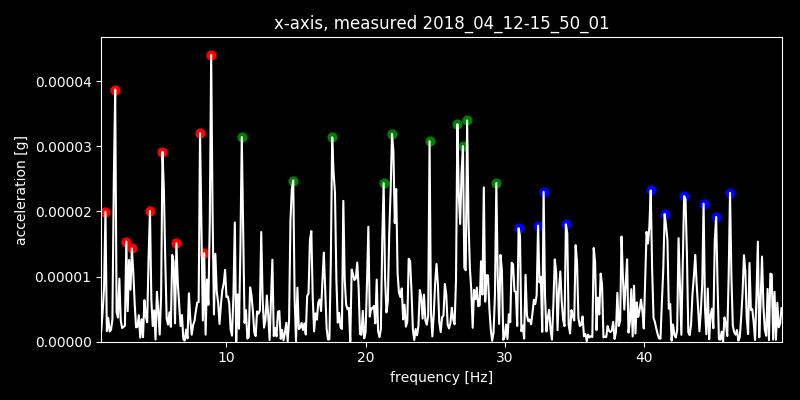 x-axis, measured 2018_04_12-15_50_01
0.00004
0.00003
0.00002
0.00001
0.00000
acceleration [g]
10 20 30 40
frequency [Hz]